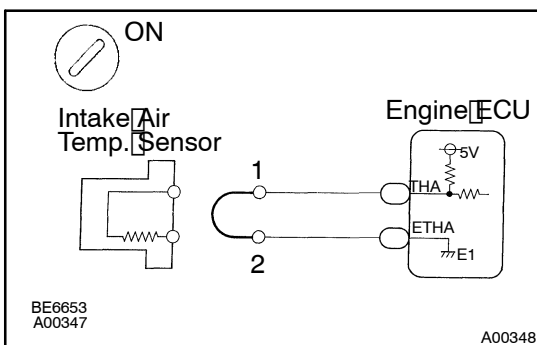 ON
Intake Air
Temp. Sensor
Engine ECU
5V
1
THA
ETHA
E1
2
BE6653
A00347
A00348